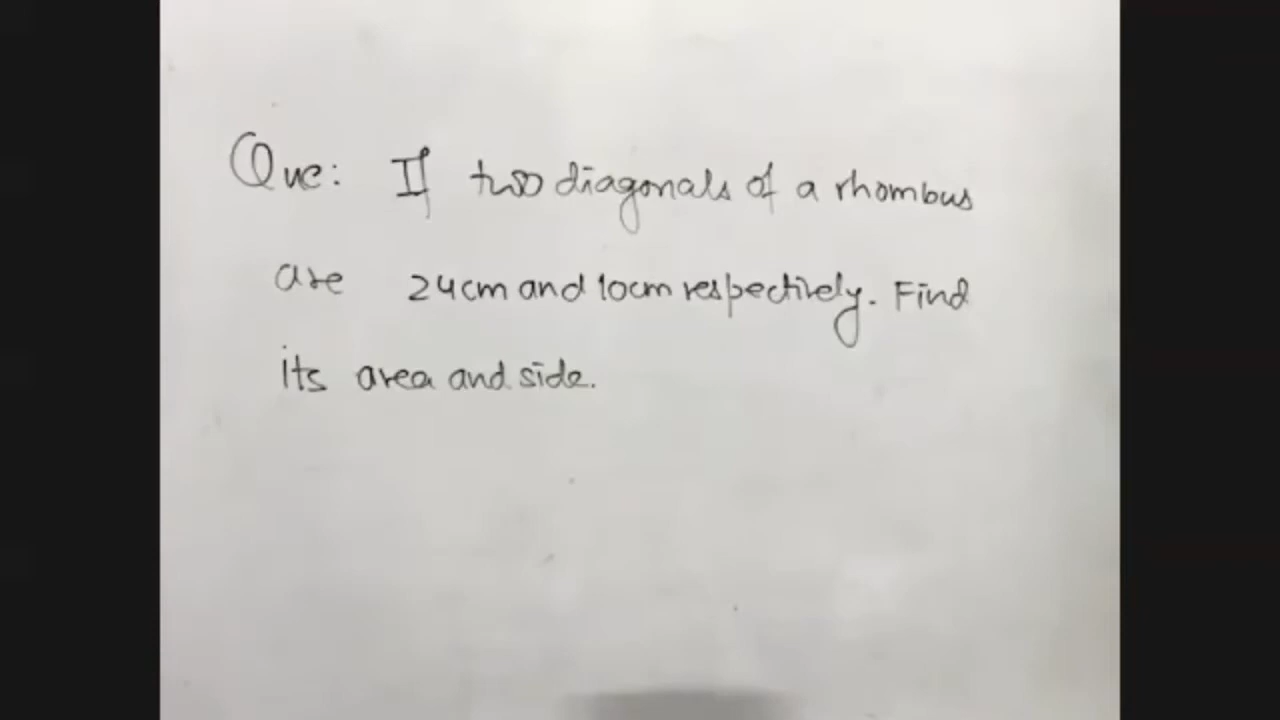 Que: If two diagonals of a rhombus
are 24cm and 10cm respectively. Find
its area and side.